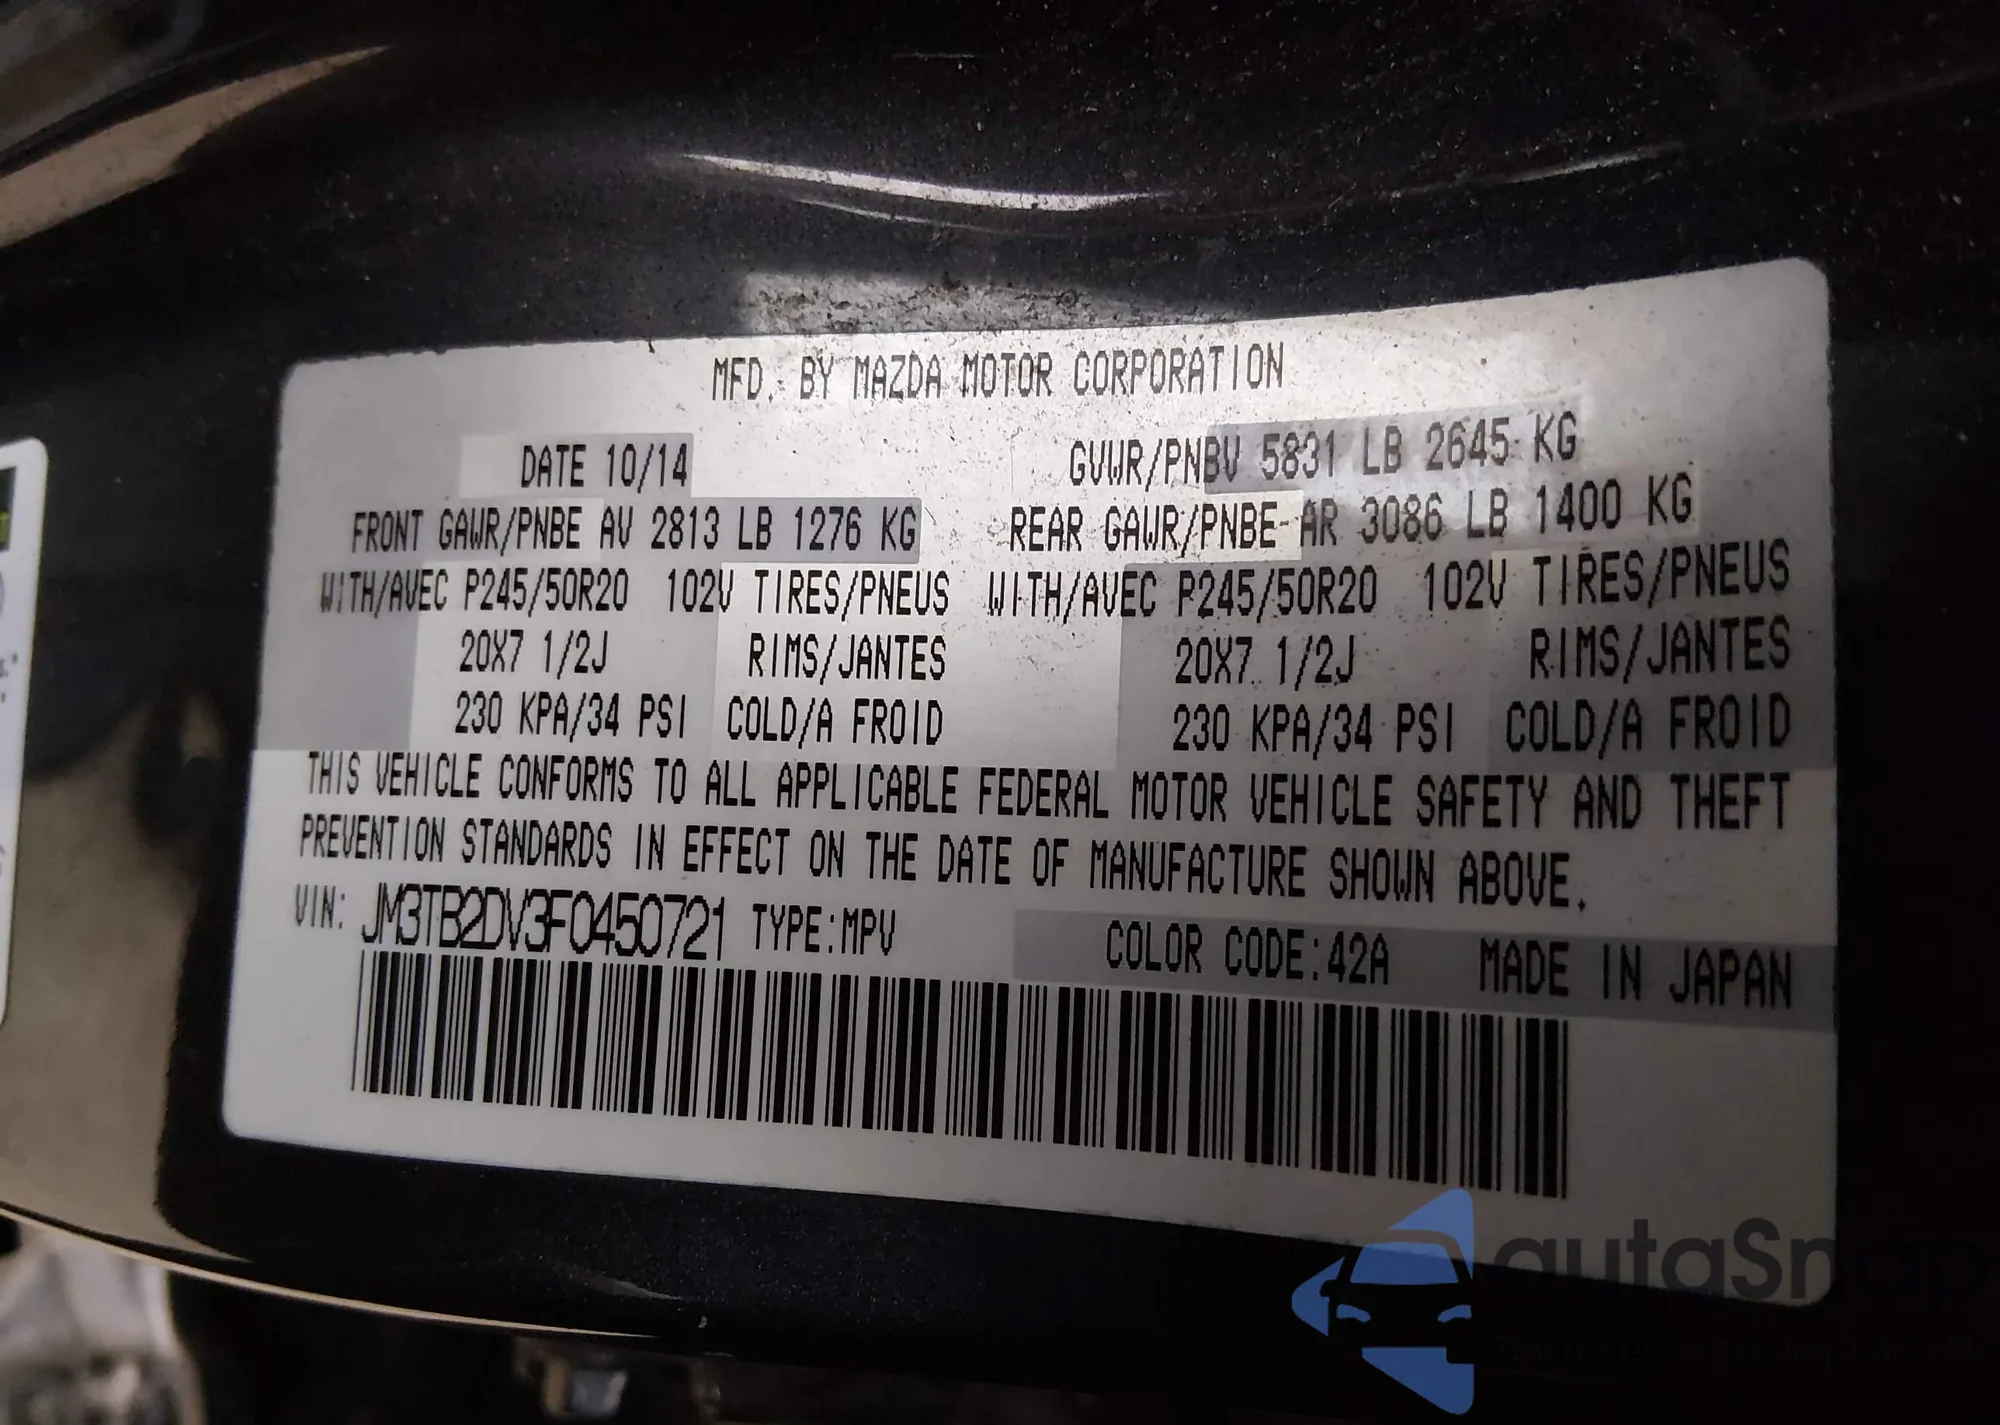 MFD. BY MAZDA MOTOR CORPORATION
DATE 10/14 GVWR/PNBV 5831 LB 2645 KG
FRONT GAWR/PNBE AV 2813 LB 1276 KG REAR GAWR/PNBE AR 3086 LB 1400 KG
WITH/AVEC P245/50R20 102V TIRES/PNEUS WITH/AVEC P245/50R20 102V TIRES/PNEUS
20X7 1/2J RIMS/JANTES 20X7 1/2J RIMS/JANTES
230 KPA/34 PSI COLD/A FROID 230 KPA/34 PSI COLD/A FROID
THIS VEHICLE CONFORMS TO ALL APPLICABLE FEDERAL MOTOR VEHICLE SAFETY AND THEFT
PREVENTION STANDARDS IN EFFECT ON THE DATE OF MANUFACTURE SHOWN ABOVE.
VIN: JM3TB2DV3F0450721 TYPE:MPV COLOR CODE:42A MADE IN JAPAN
autaSnap